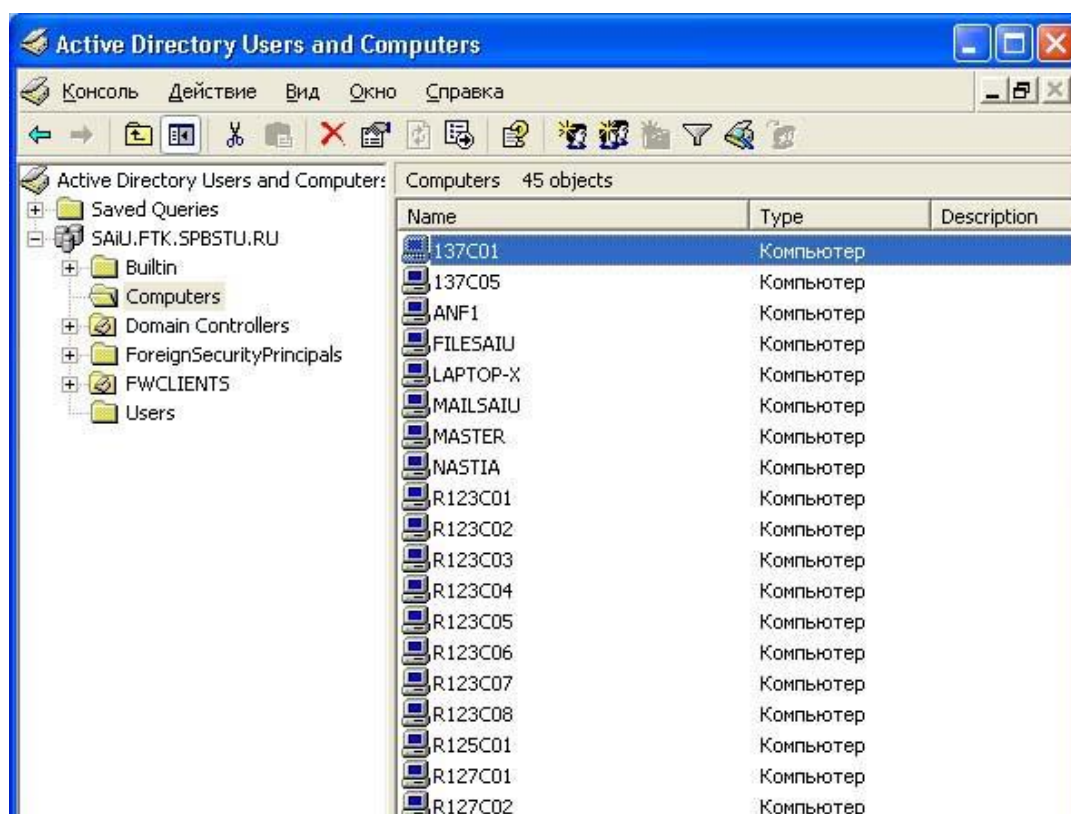 Active Directory Users and Computers
Консоль Действие Вид Окно Справка
Active Directory Users and Computers
Saved Queries
SAiU.FTK.SPBSTU.RU
Builtin
Computers
Domain Controllers
ForeignSecurityPrincipals
FWCLIENTS
Users
Computers 45 objects
Name Type Description
137C01 Компьютер
137C05 Компьютер
ANF1 Компьютер
FILESAIU Компьютер
LAPTOP-X Компьютер
MAILSAIU Компьютер
MASTER Компьютер
NASTIA Компьютер
R123C01 Компьютер
R123C02 Компьютер
R123C03 Компьютер
R123C04 Компьютер
R123C05 Компьютер
R123C06 Компьютер
R123C07 Компьютер
R123C08 Компьютер
R125C01 Компьютер
R127C01 Компьютер
R127C02 Компьютер